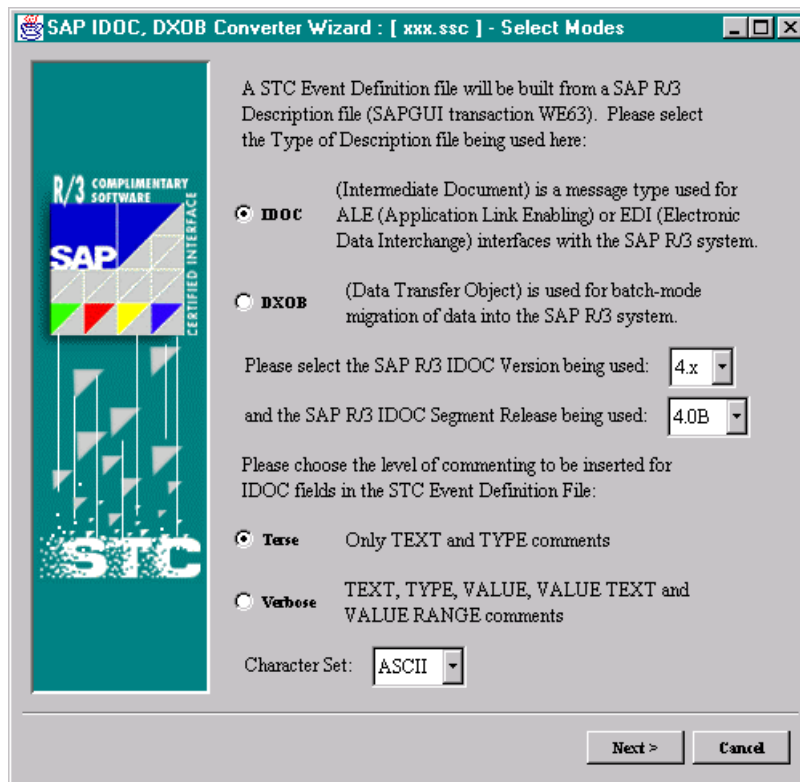 SAP IDOC, DXOB Converter Wizard : [ xxx.ssc ] - Select Modes
R/3 COMPLIMENTARY
SOFTWARE
SAP
CERTIFIED INTERFACE
STC
A STC Event Definition file will be built from a SAP R/3
Description file (SAPGUI transaction WE63). Please select
the Type of Description file being used here:
IDOC
(Intermediate Document) is a message type used for
ALE (Application Link Enabling) or EDI (Electronic
Data Interchange) interfaces with the SAP R/3 system.
DXOB
(Data Transfer Object) is used for batch-mode
migration of data into the SAP R/3 system.
Please select the SAP R/3 IDOC Version being used: 4.x
and the SAP R/3 IDOC Segment Release being used: 4.0B
Please choose the level of commenting to be inserted for
IDOC fields in the STC Event Definition File:
Terse Only TEXT and TYPE comments
Verbose
TEXT, TYPE, VALUE, VALUE TEXT and
VALUE RANGE comments
Character Set: ASCII
Next > Cancel